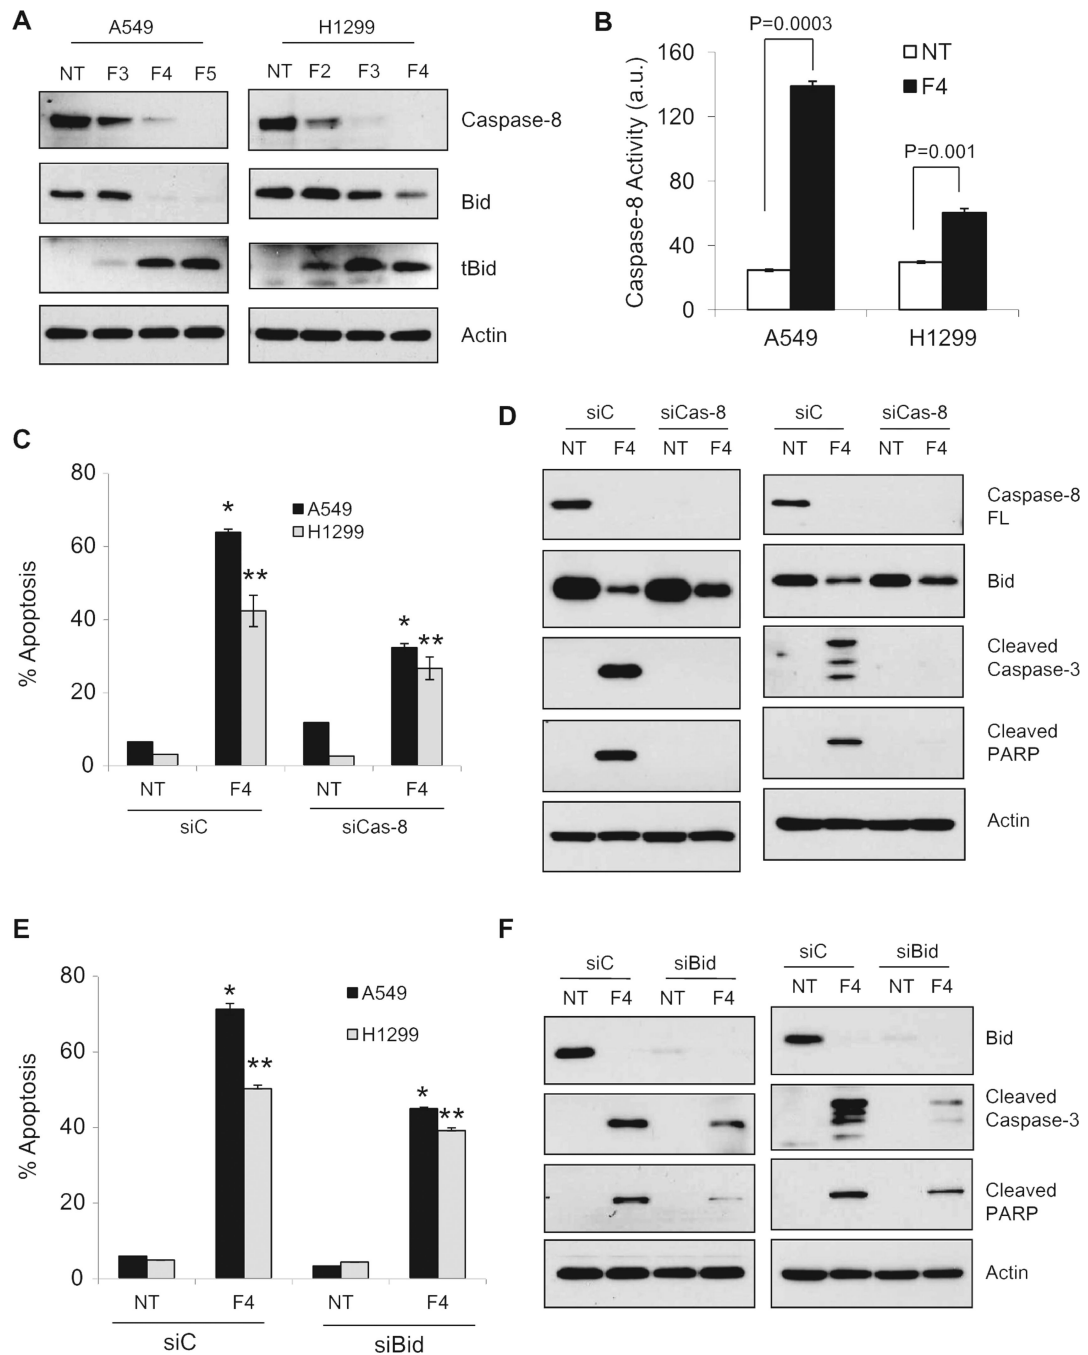 A
A549
H1299
NT F3 F4 F5
NT F2 F3 F4
Caspase-8
Bid
tBid
Actin
B
Caspase-8 Activity (a.u.)
160
120
80
40
0
P=0.0003
P=0.001
NT
F4
A549
H1299
C
% Apoptosis
80
60
40
20
0
A549
H1299
*
**
*
**
NT F4 NT F4
siC siCas-8
D
siC siCas-8 siC siCas-8
NT F4 NT F4 NT F4 NT F4
Caspase-8
FL
Bid
Cleaved
Caspase-3
Cleaved
PARP
Actin
E
% Apoptosis
80
60
40
20
0
A549
H1299
*
**
*
**
NT F4 NT F4
siC siBid
F
siC siBid siC siBid
NT F4 NT F4 NT F4 NT F4
Bid
Cleaved
Caspase-3
Cleaved
PARP
Actin